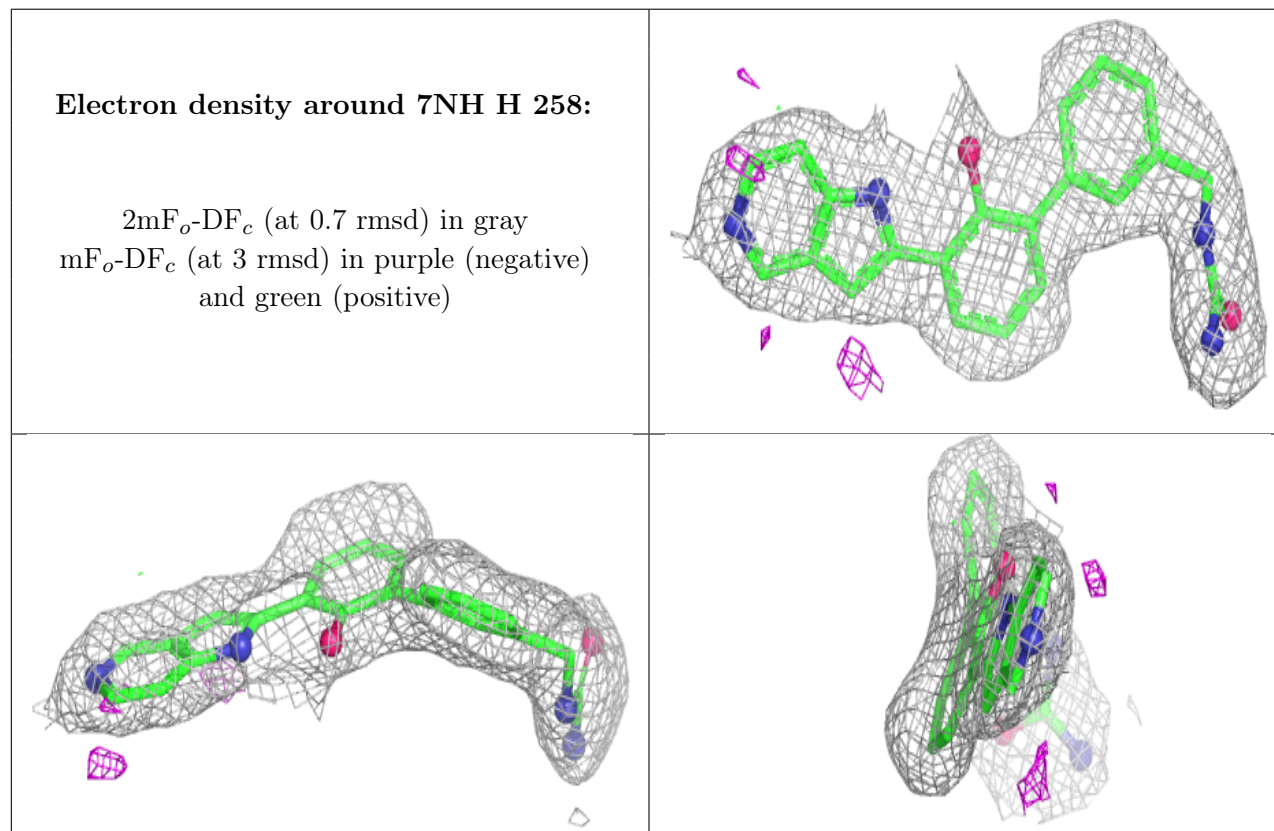 Electron density around 7NH H 258:
2mFo-DFc (at 0.7 rmsd) in gray
mFo-DFc (at 3 rmsd) in purple (negative)
and green (positive)